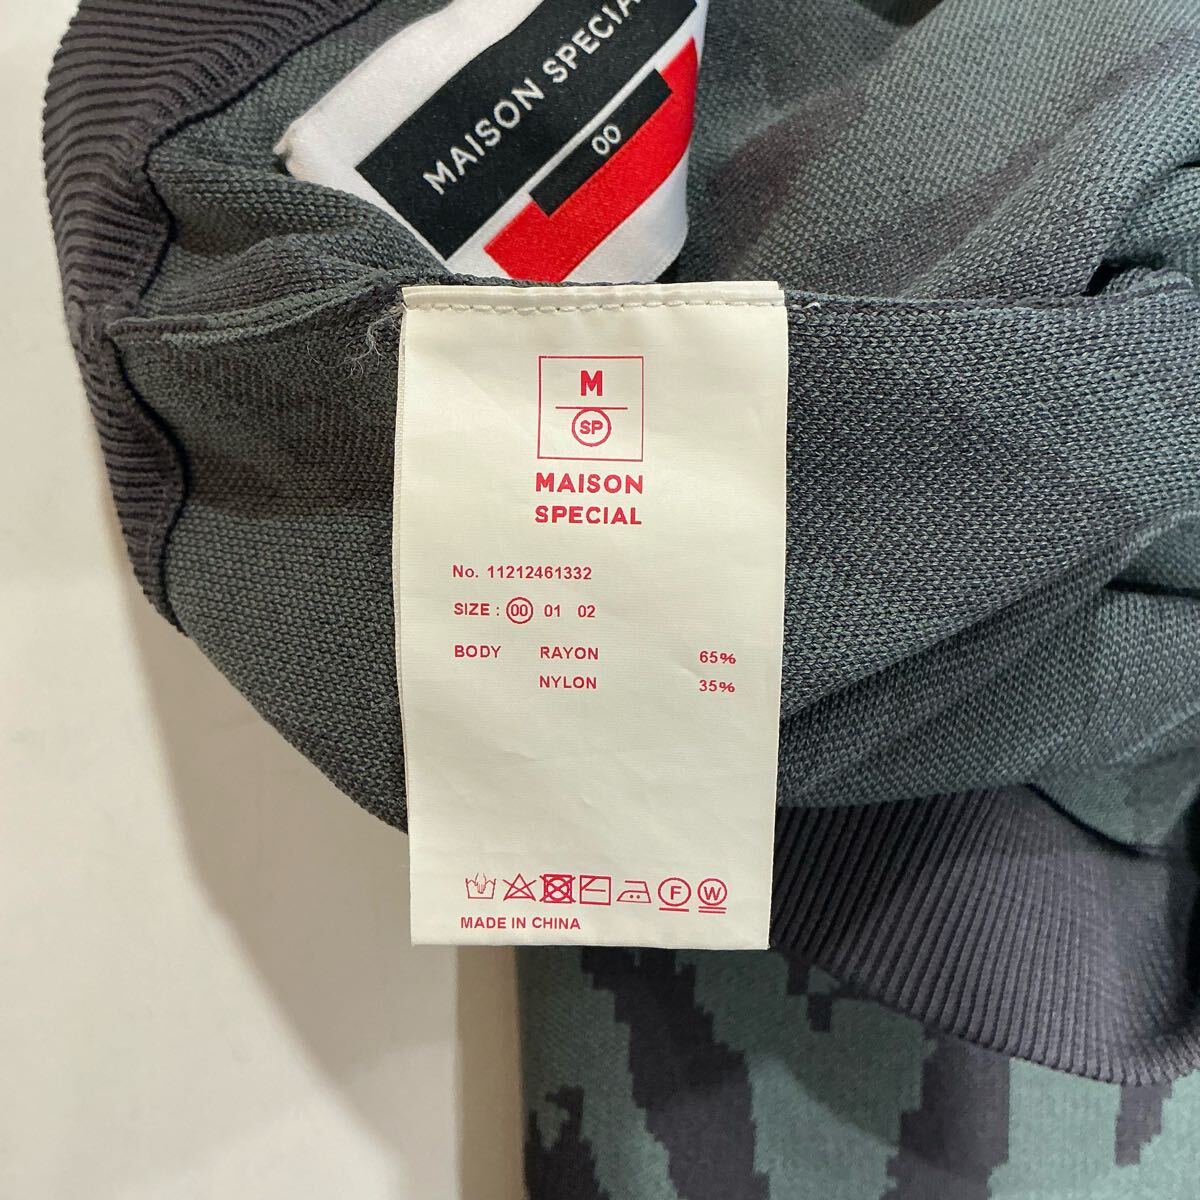 MAISON SPECIA
00
M
SP
MAISON
SPECIAL
No. 11212461332
SIZE : 00 01 02
BODY RAYON 65%
NYLON 35%
F W
MADE IN CHINA